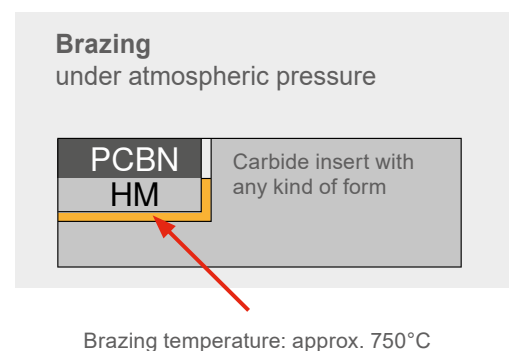 Brazing
under atmospheric pressure
PCBN
HM
Carbide insert with
any kind of form
Brazing temperature: approx. 750°C